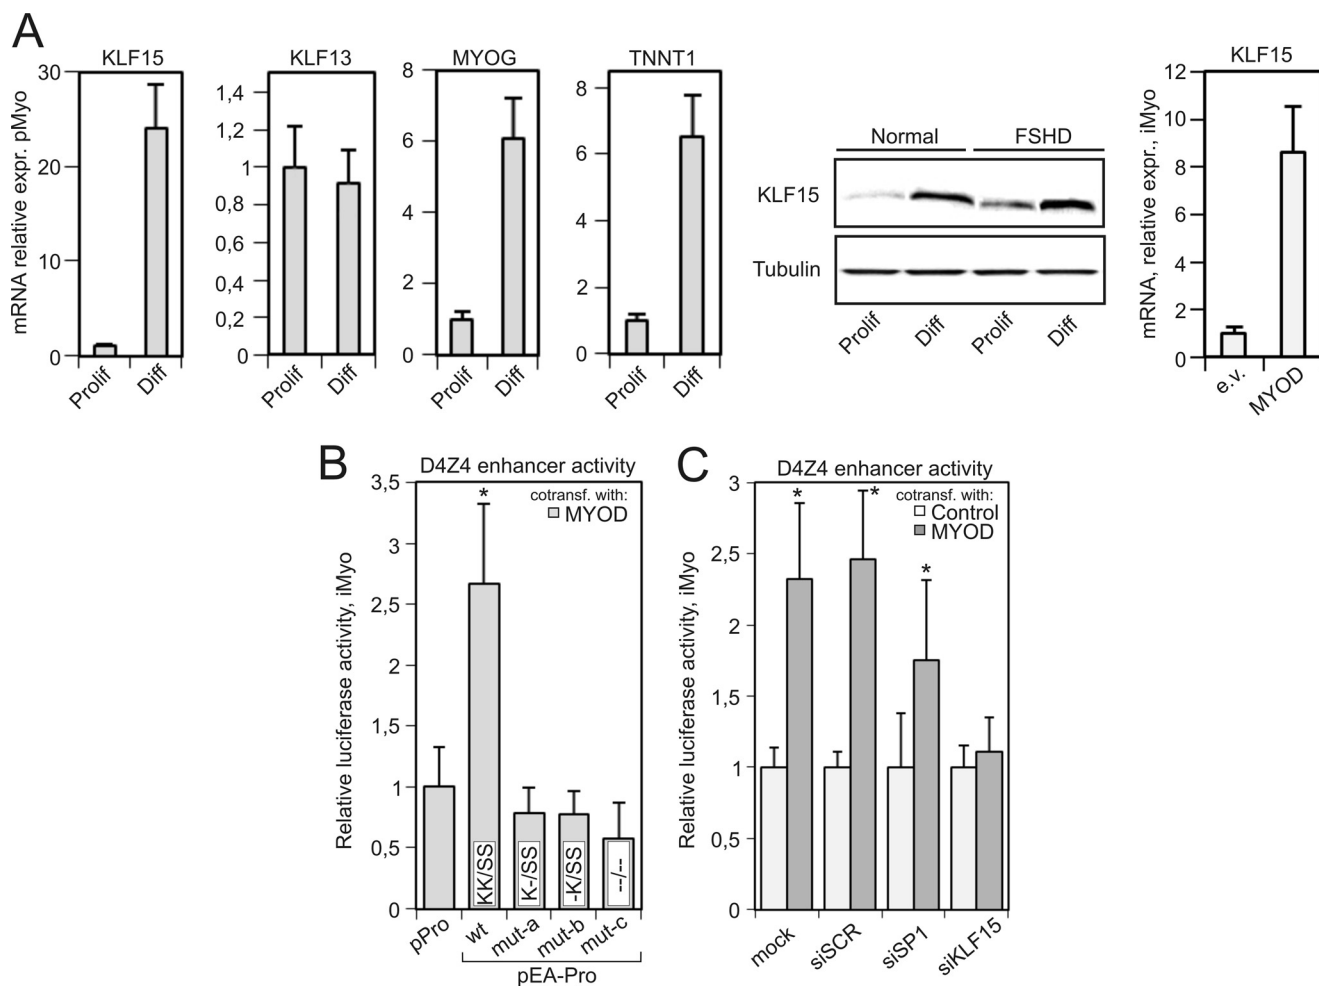 A
KLF15
KLF13
MYOG
TNNT1
KLF15
mRNA relative expr. pMyo
30
20
10
0
Prolif
Diff
1,4
1,2
1
0,8
0,6
0,4
0,2
0
Prolif
Diff
8
6
4
2
0
Prolif
Diff
8
6
4
2
0
Prolif
Diff
Normal
FSHD
KLF15
Tubulin
Prolif
Diff
Prolif
Diff
mRNA, relative expr., iMyo
12
10
8
6
4
2
0
e.v.
MYOD
B
D4Z4 enhancer activity
cotransf. with:
MYOD
*
Relative luciferase activity, iMyo
3,5
3
2,5
2
1,5
1
0,5
0
KK/SS
K-/SS
-K/SS
--/--
pPro
wt
mut-a
mut-b
mut-c
pEA-Pro
C
D4Z4 enhancer activity
cotransf. with:
Control
MYOD
*
*
*
Relative luciferase activity, iMyo
3
2,5
2
1,5
1
0,5
0
mock
siSCR
siSP1
siKLF15